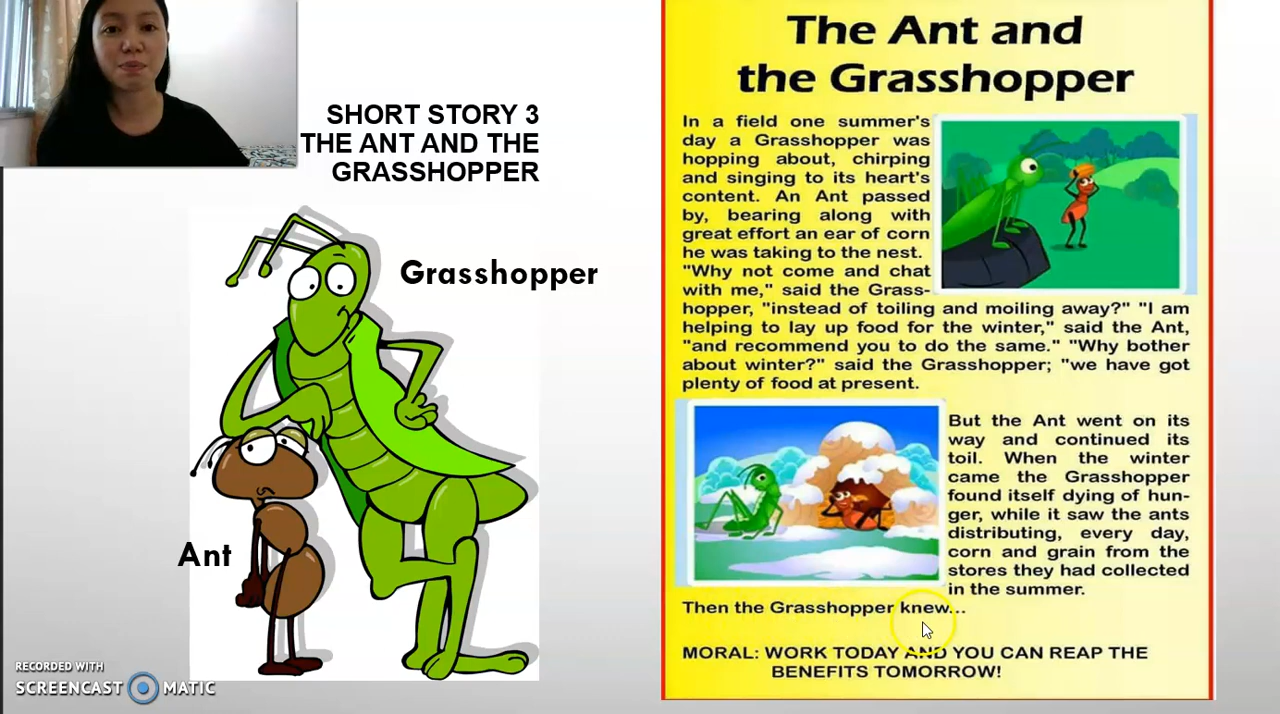 SHORT STORY 3
THE ANT AND THE
GRASSHOPPER
Grasshopper
Ant
RECORDED WITH
SCREENCAST MATIC
The Ant and
the Grasshopper
In a field one summer's
day a Grasshopper was
hopping about, chirping
and singing to its heart's
content. An Ant passed
by, bearing along with
great effort an ear of corn
he was taking to the nest.
"Why not come and chat
with me," said the Grass-
hopper, "instead of toiling and moiling away?" "I am
helping to lay up food for the winter," said the Ant,
"and recommend you to do the same." "Why bother
about winter?" said the Grasshopper; "we have got
plenty of food at present.
But the Ant went on its
way and continued its
toil. When the winter
came the Grasshopper
found itself dying of hun-
ger, while it saw the ants
distributing, every day,
corn and grain from the
stores they had collected
in the summer.
Then the Grasshopper knew...
MORAL: WORK TODAY AND YOU CAN REAP THE
BENEFITS TOMORROW!